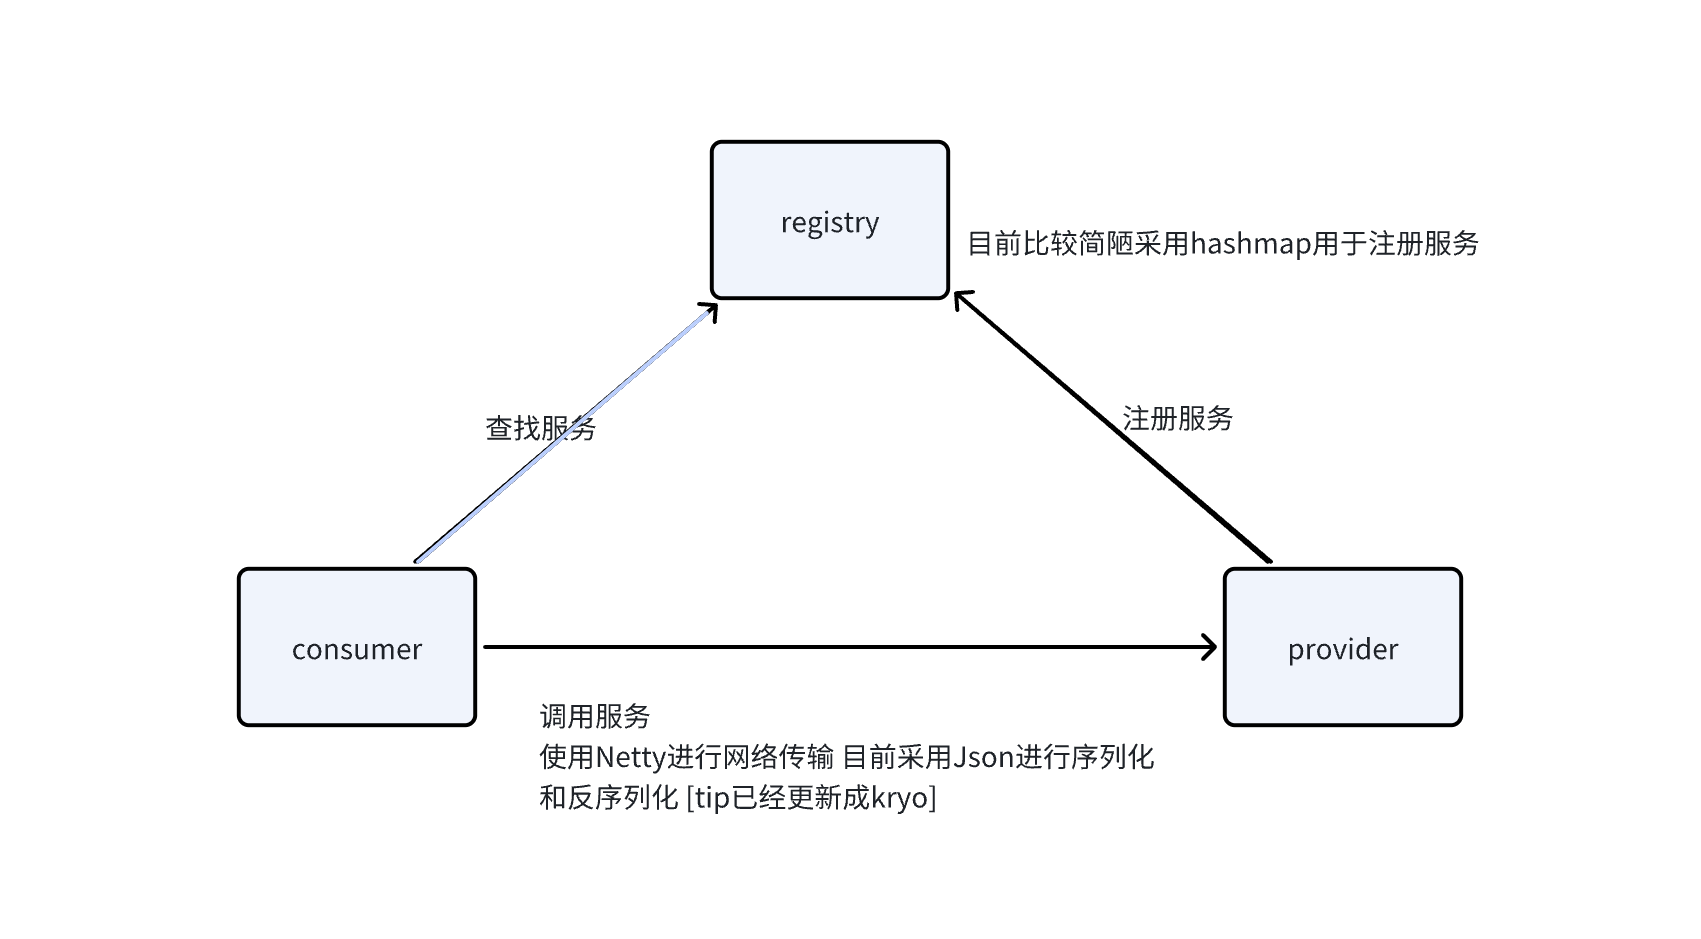 registry
目前比较简陋采用hashmap用于注册服务
查找服务
注册服务
consumer
provider
调用服务
使用Netty进行网络传输 目前采用Json进行序列化
和反序列化 [tip已经更新成kryo]